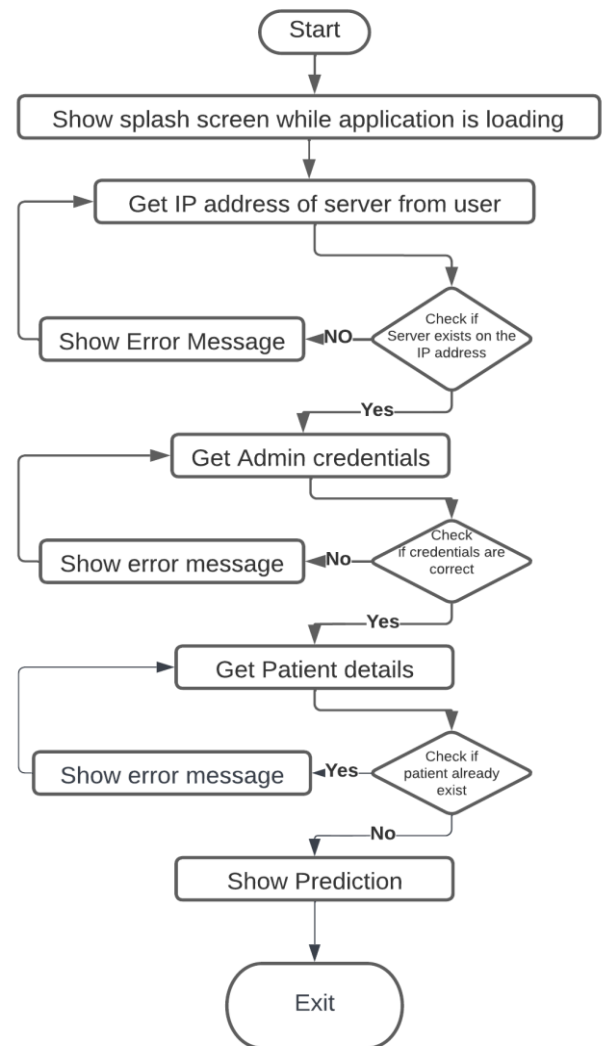 Start
Show splash screen while application is loading
Get IP address of server from user
Check if
Server exists on the
IP address
NO
Show Error Message
Yes
Get Admin credentials
Check
if credentials are
correct
No
Show error message
Yes
Get Patient details
Check if
patient already
exist
Yes
Show error message
No
Show Prediction
Exit